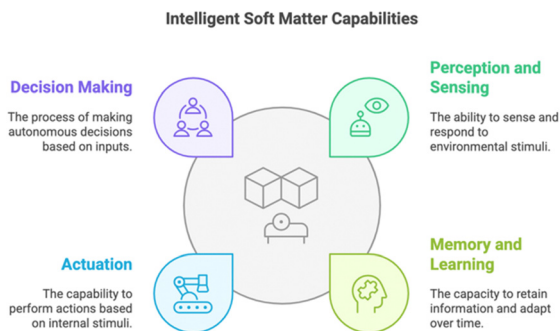 Intelligent Soft Matter Capabilities
Decision Making
The process of making
autonomous decisions
based on inputs.
Perception and
Sensing
The ability to sense and
respond to
environmental stimuli.
Actuation
The capability to
perform actions based
on internal stimuli.
Memory and
Learning
The capacity to retain
information and adapt
over time.